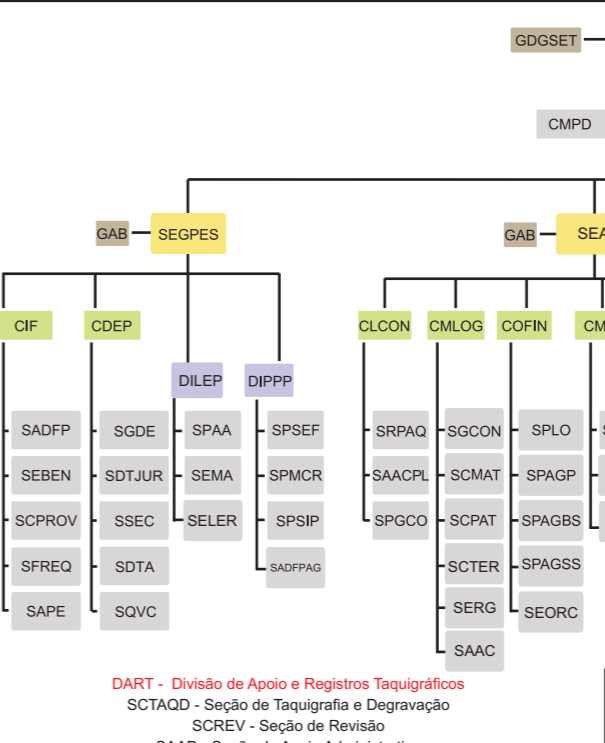 GDGSET
CMPD
GAB SEGPES GAB
CIF CDEP CLCON CMLOG COFIN
DILEP DIPPP
SADFP SGDE SPAA SPSEF SRPAQ SGCON SPLO
SEBEN SDTJUR SEMA SPMCR SAACPL SCMAT SPAGP
SCPROV SSEC SELER SPSIP SPGCO SCPAT SPAGBS
SFREQ SDTA SADFPAG SCTER SPAGSS
SAPE SQVC SERG SEORC
SAAC
DART - Divisão de Apoio e Registros Taquigráficos
SCTAQD - Seção de Taquigrafia e Degravação
SCREV - Seção de Revisão